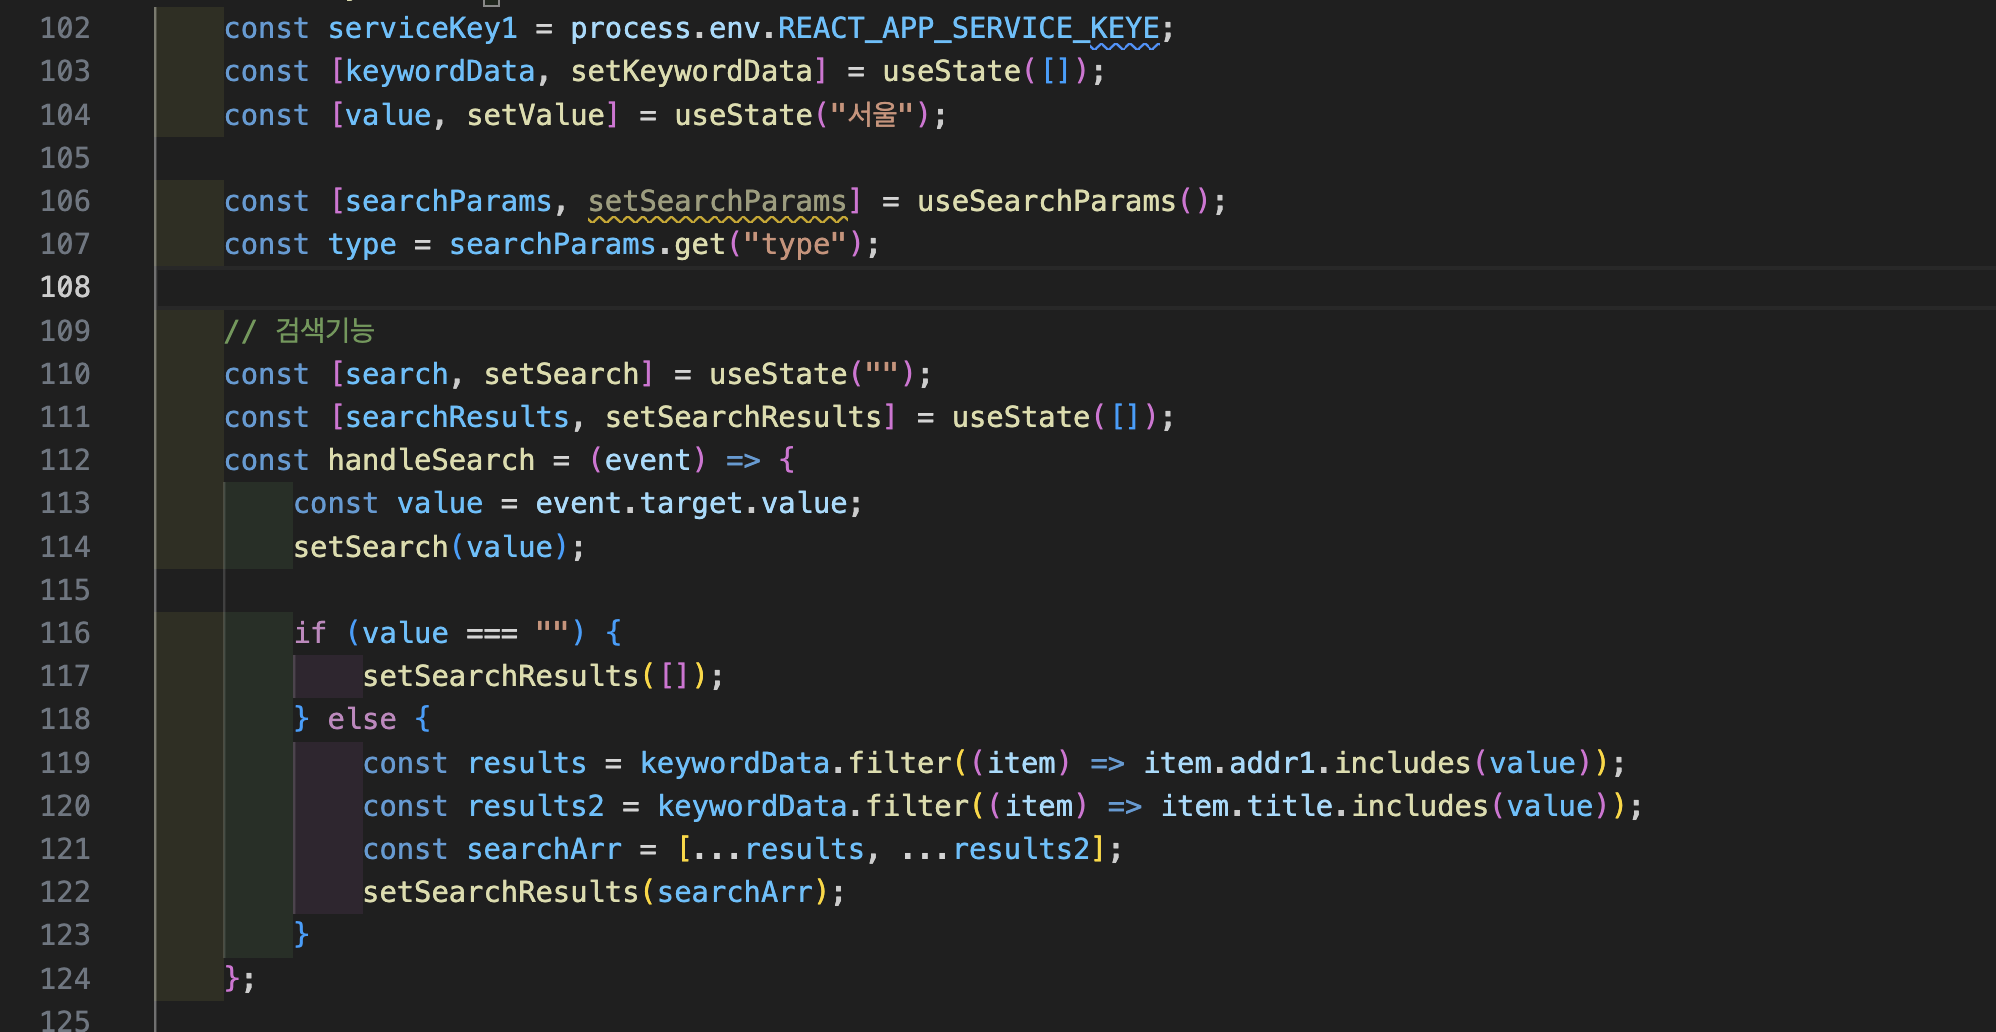 102 const serviceKey1 = process.env.REACT_APP_SERVICE_KEYE;
103 const [keywordData, setKeywordData] = useState([]);
104 const [value, setValue] = useState("서울");
105
106 const [searchParams, setSearchParams] = useSearchParams();
107 const type = searchParams.get("type");
108
109 // 검색기능
110 const [search, setSearch] = useState("");
111 const [searchResults, setSearchResults] = useState([]);
112 const handleSearch = (event) => {
113 const value = event.target.value;
114 setSearch(value);
115
116 if (value === "") {
117 setSearchResults([]);
118 } else {
119 const results = keywordData.filter((item) => item.addr1.includes(value));
120 const results2 = keywordData.filter((item) => item.title.includes(value));
121 const searchArr = [...results, ...results2];
122 setSearchResults(searchArr);
123 }
124 };
125